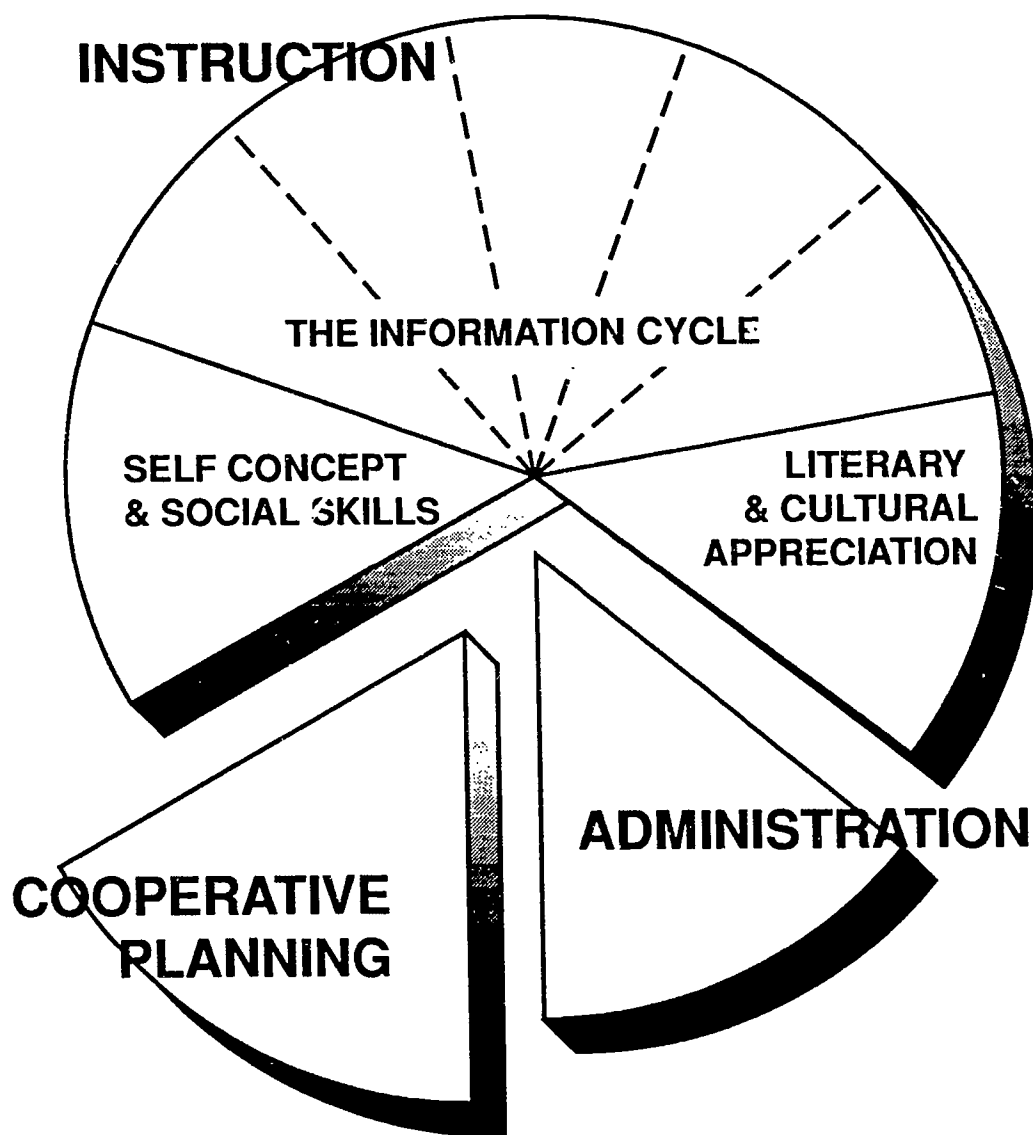 INSTRUCTION
THE INFORMATION CYCLE
SELF CONCEPT
& SOCIAL SKILLS
LITERARY
& CULTURAL
APPRECIATION
ADMINISTRATION
COOPERATIVE
PLANNING